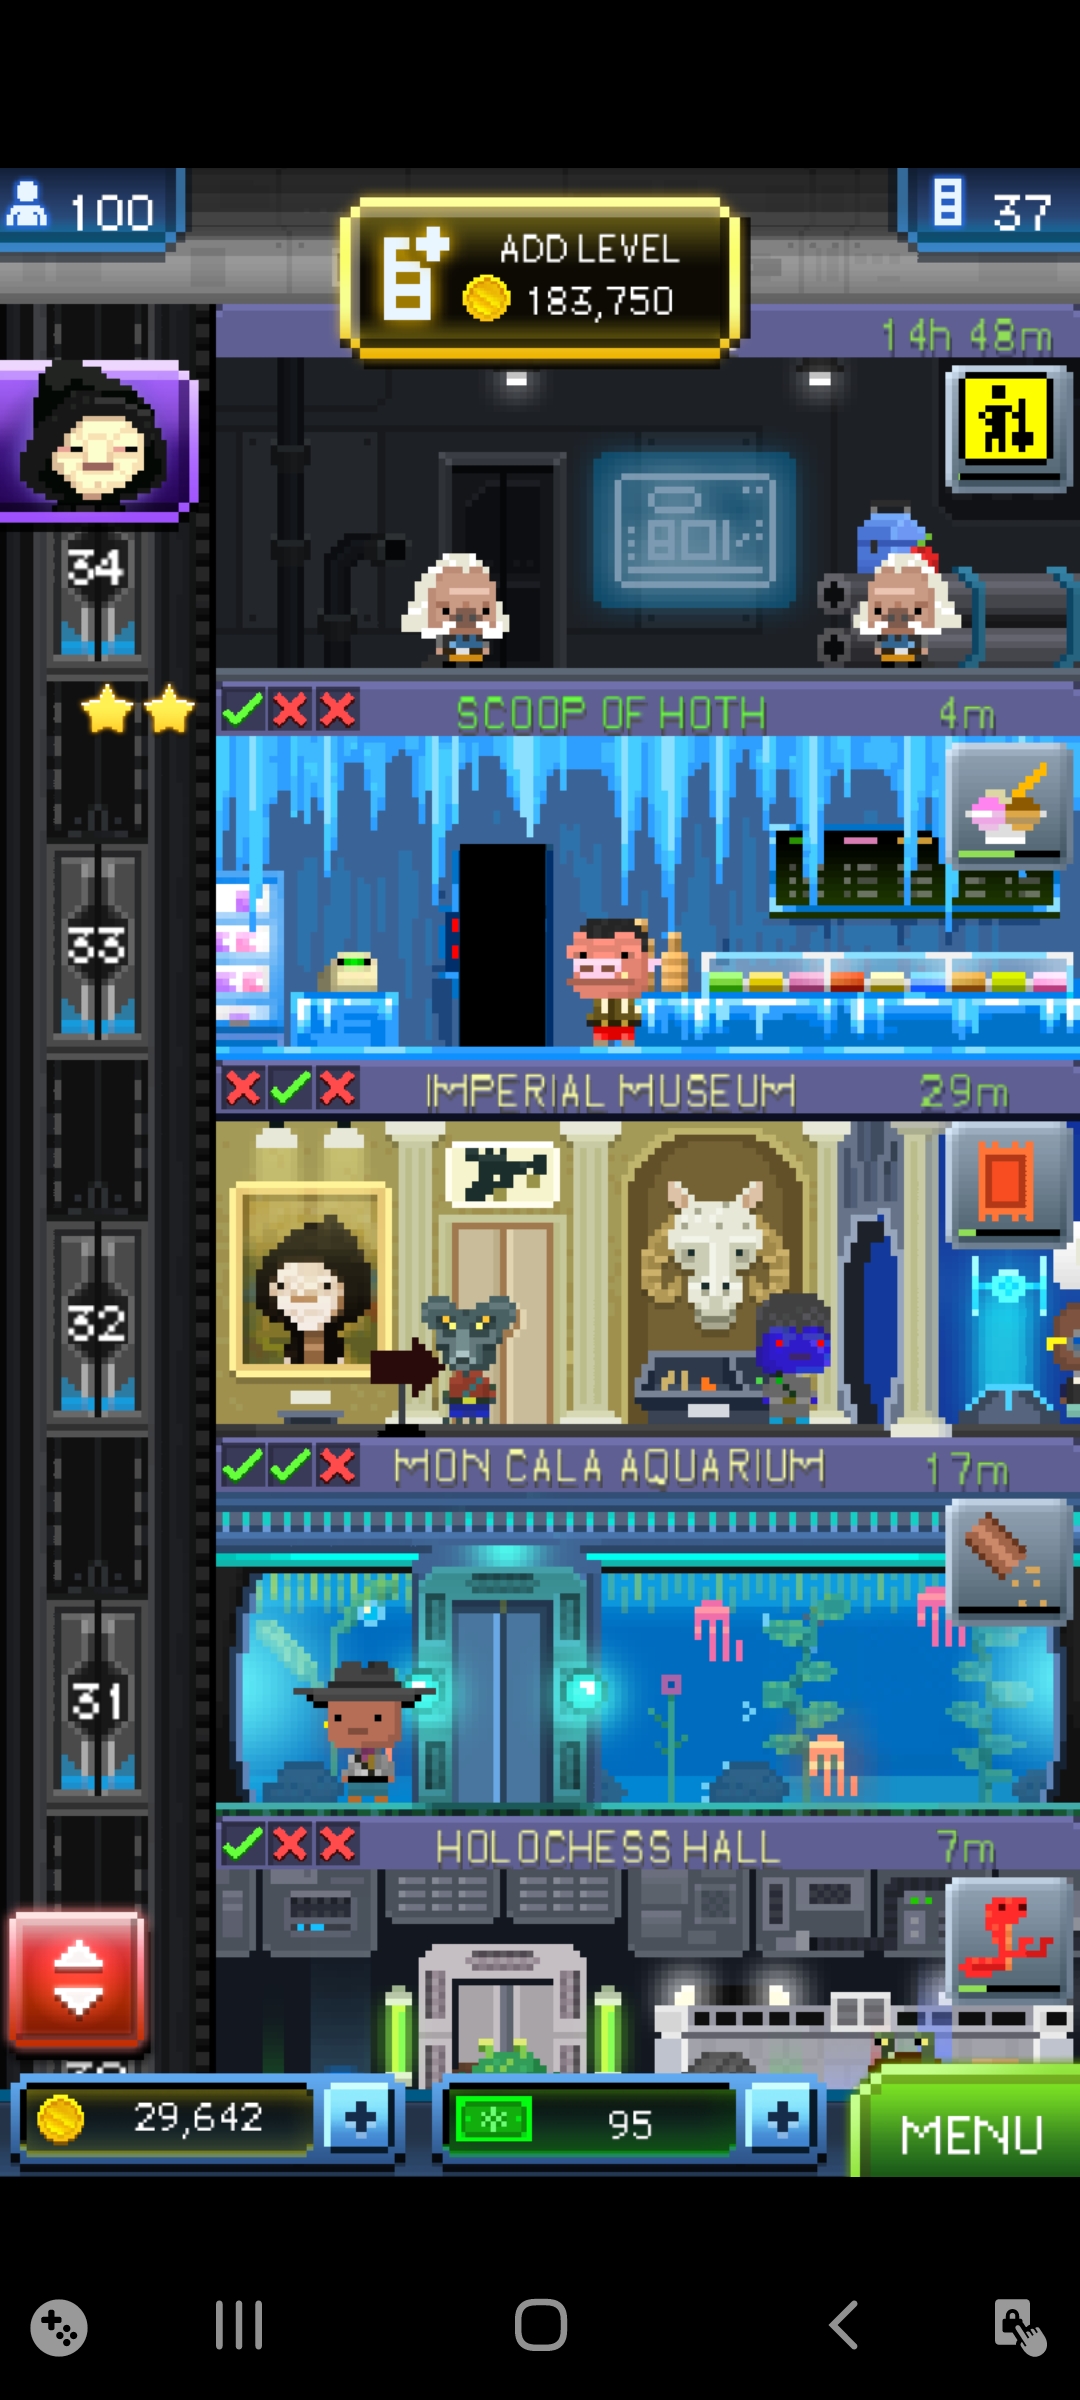 100
37
ADD LEVEL
183,750
14h 48m
34
SCOOP OF HOTH
4m
33
IMPERIAL MUSEUM
29m
32
MON CALA AQUARIUM
17m
31
HOLOCHESS HALL
7m
29,642
95
MENU